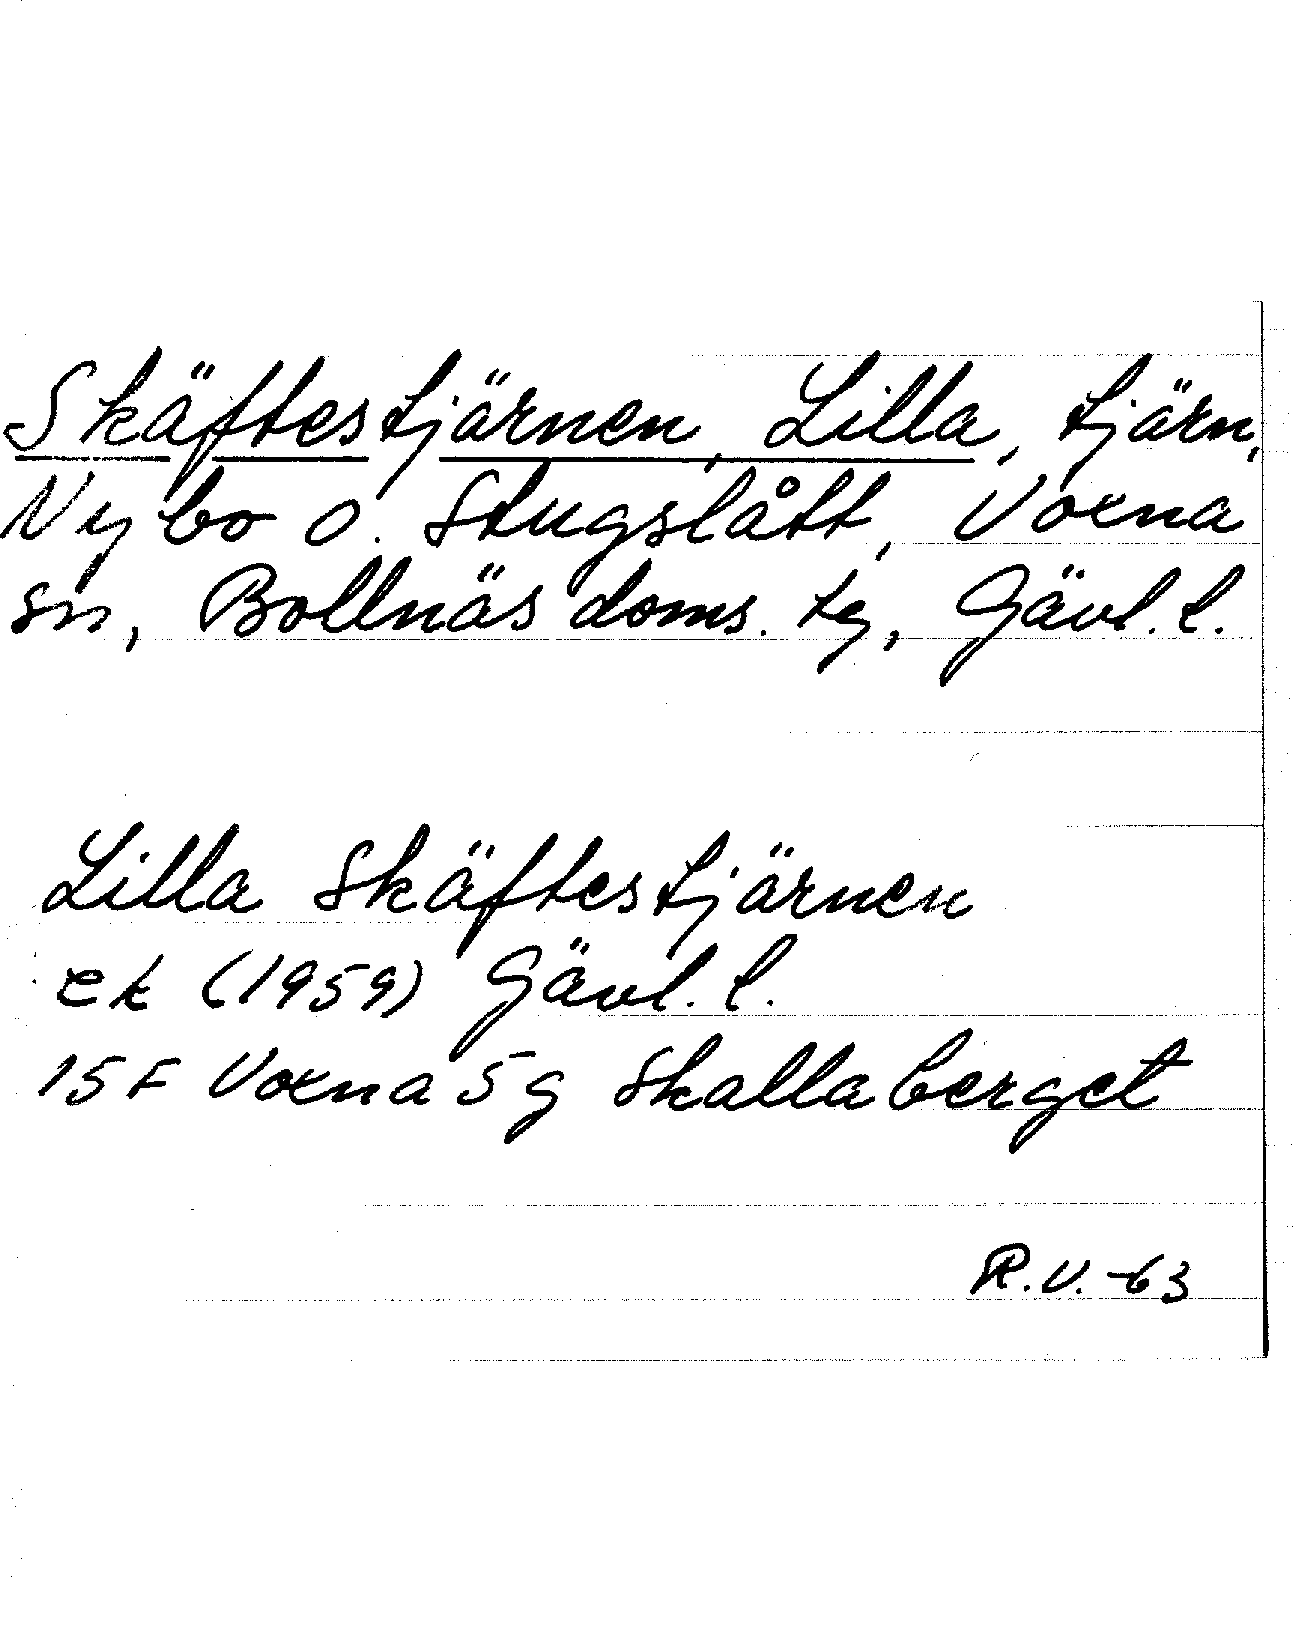 Skäftestjärnen, Lilla, tjärn,
Nybo o. Stugslått, Voxna
sn, Bollnäs doms. tg, Gävl. l.
Lilla Skäftestjärnen
ek (1959) Gävl. l.
15F Voxna 5g Skallaberget
R.V. -63